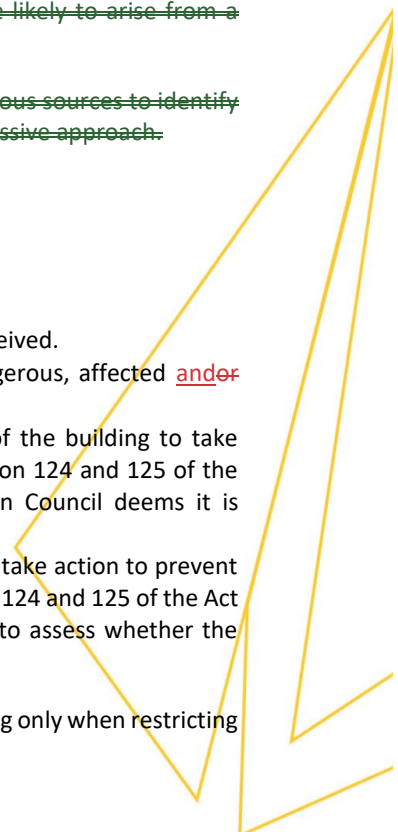 likely to arise from a
ous sources to identify
ssive approach.
eived.
gerous, affected andor
of the building to take
on 124 and 125 of the
n Council deems it is
take action to prevent
124 and 125 of the Act
to assess whether the
g only when restricting